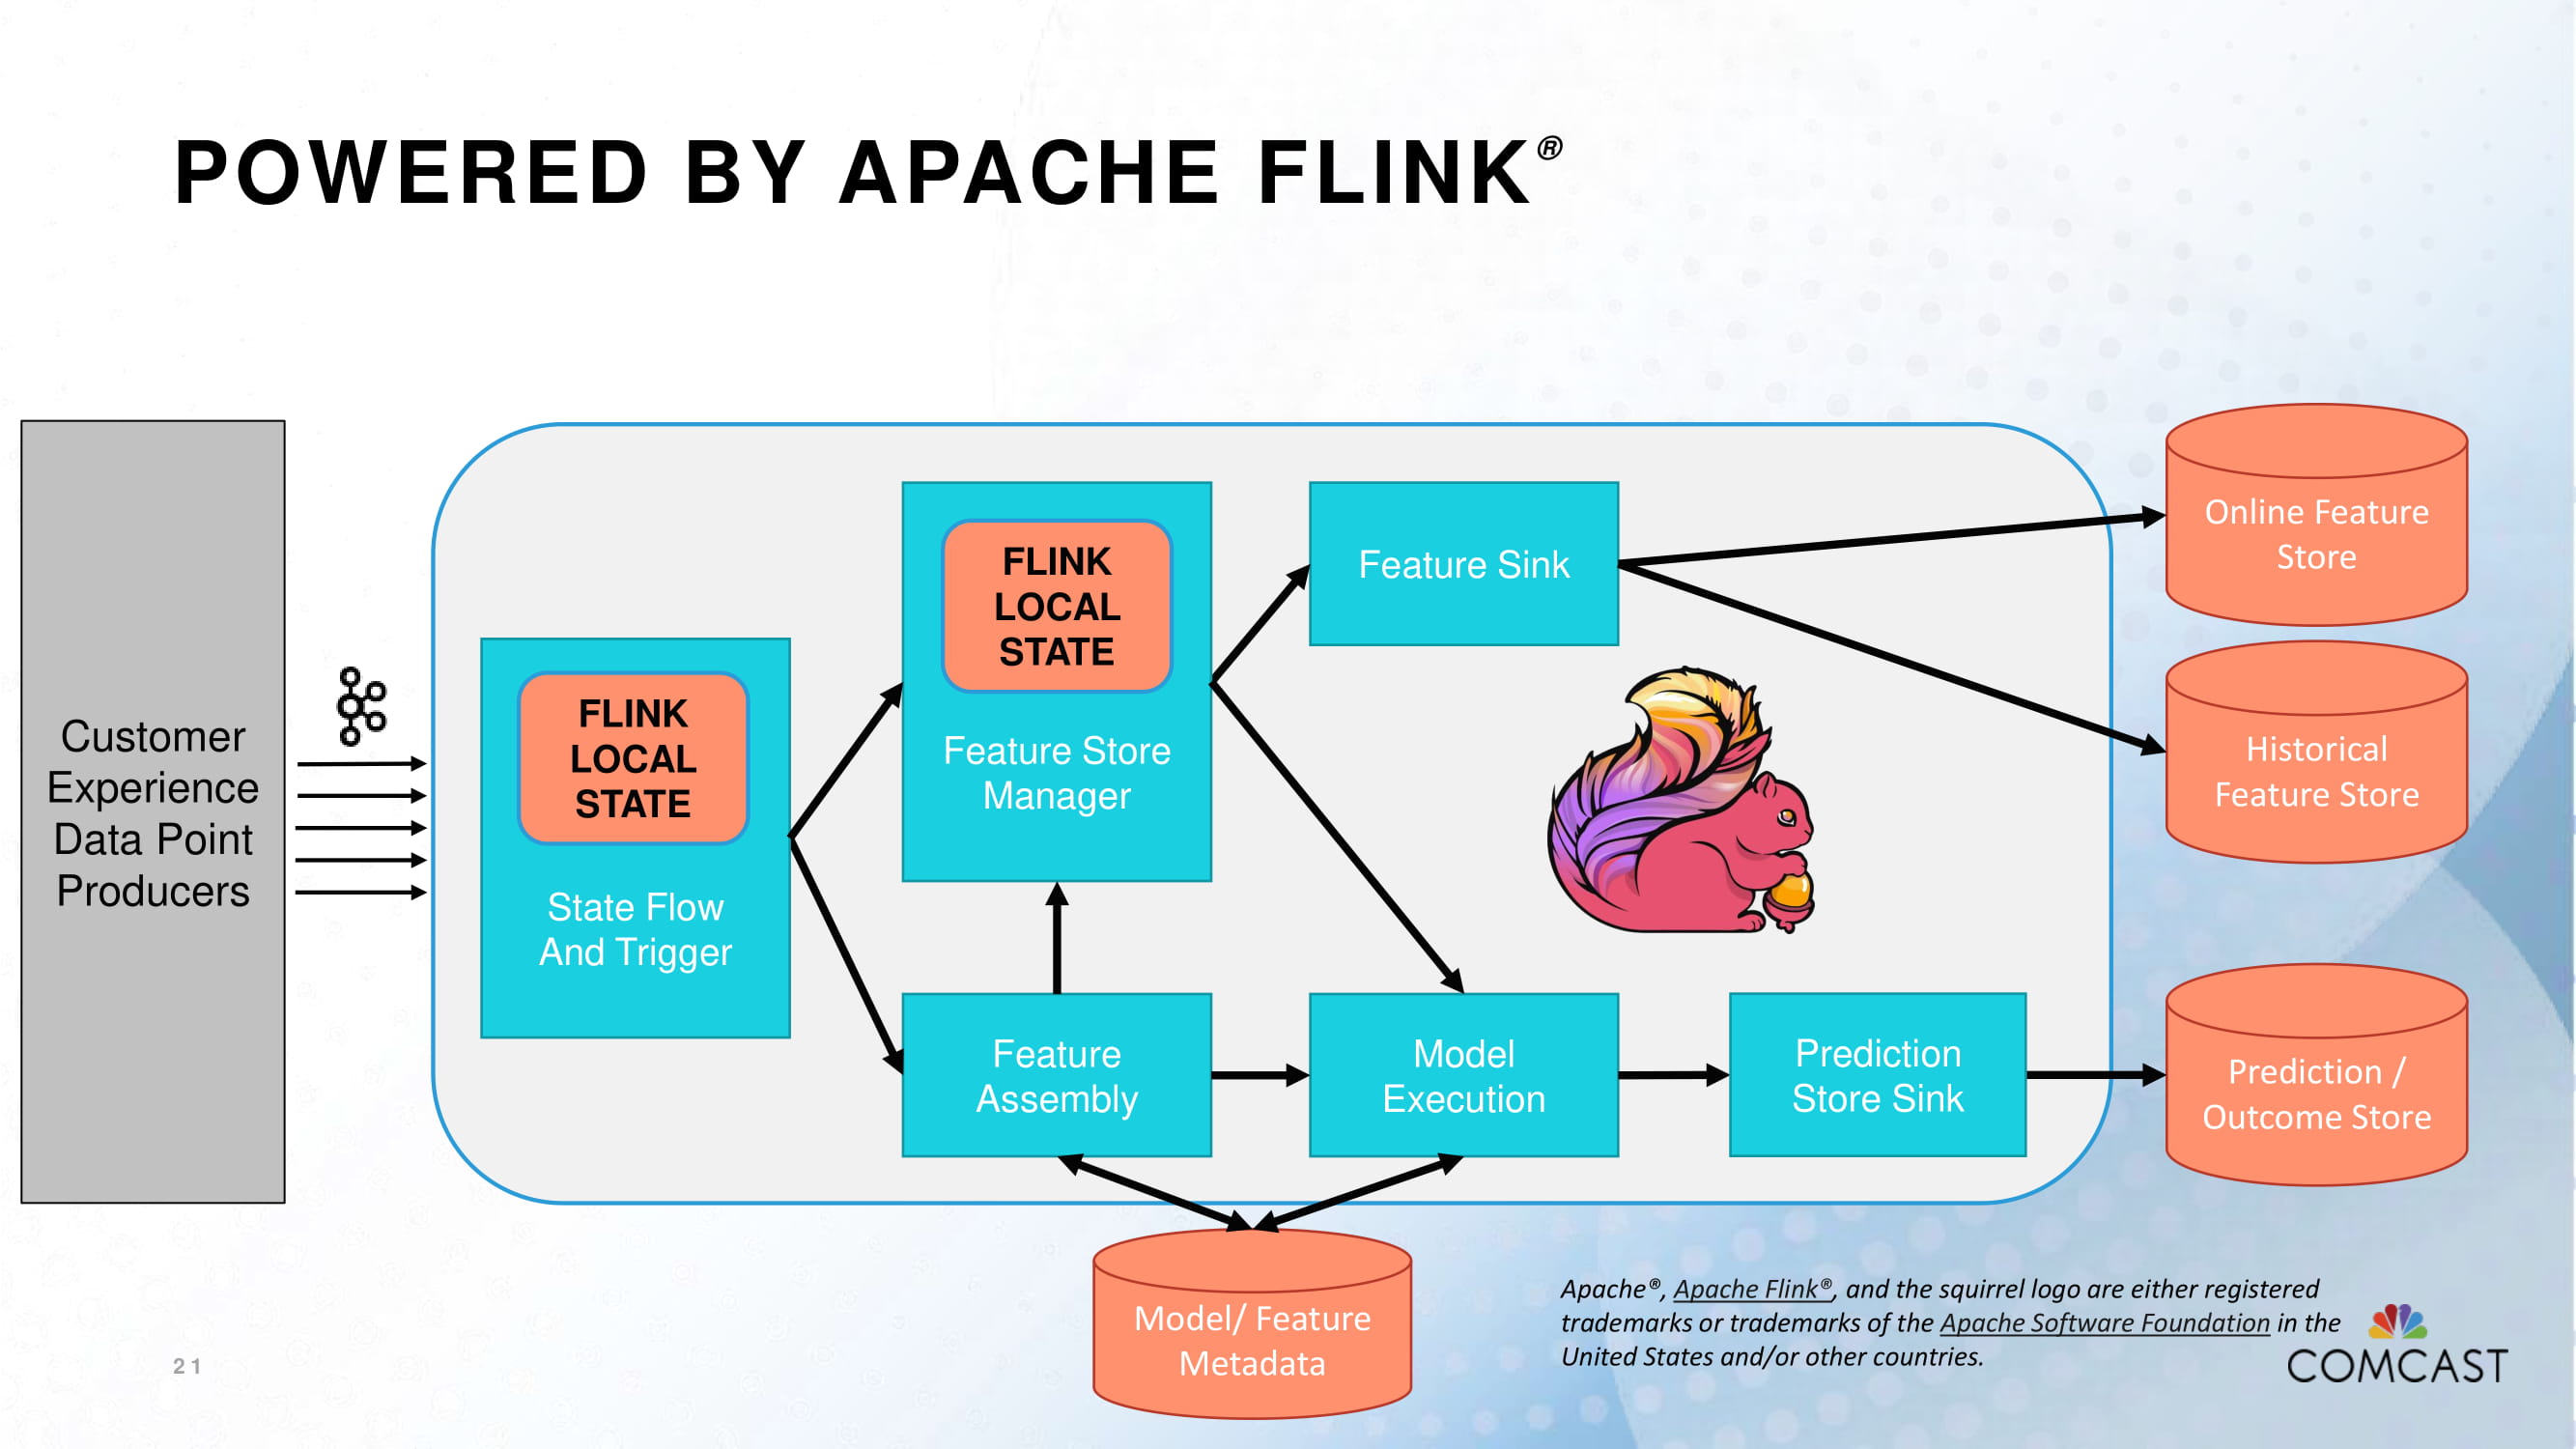 POWERED BY APACHE FLINK®
Customer
Experience
Data Point
Producers
FLINK
LOCAL
STATE
State Flow
And Trigger
FLINK
LOCAL
STATE
Feature Store
Manager
Feature Sink
Feature
Assembly
Model
Execution
Prediction
Store Sink
Online Feature
Store
Historical
Feature Store
Prediction /
Outcome Store
Model/ Feature
Metadata
Apache®, Apache Flink®, and the squirrel logo are either registered
trademarks or trademarks of the Apache Software Foundation in the
United States and/or other countries.
COMCAST
21